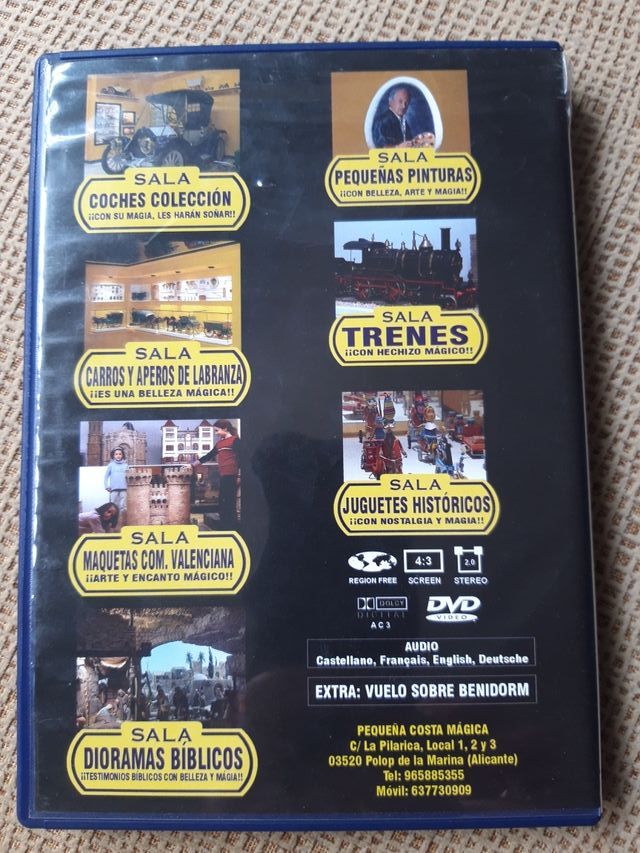 SALA
COCHES COLECCIÓN
¡¡CON SU MAGIA, LES HARÁN SOÑAR!!
SALA
CARROS Y APEROS DE LABRANZA
¡¡ES UNA BELLEZA MÁGICA!!
SALA
MAQUETAS COM. VALENCIANA
¡¡ARTE Y ENCANTO MÁGICO!!
SALA
DIORAMAS BÍBLICOS
¡¡TESTIMONIOS BÍBLICOS CON BELLEZA Y MAGIA!!
SALA
PEQUEÑAS PINTURAS
¡¡CON BELLEZA, ARTE Y MAGIA!!
SALA
TRENES
¡¡CON HECHIZO MÁGICO!!
SALA
JUGUETES HISTÓRICOS
¡¡CON NOSTALGIA Y MAGIA!!
REGION FREE
4:3
SCREEN
2.0
STEREO
DOLCY
DIGITAL
AC3
DVD
VIDEO
AUDIO
Castellano, Français, English, Deutsche
EXTRA: VUELO SOBRE BENIDORM
PEQUEÑA COSTA MÁGICA
C/ La Pilarica, Local 1, 2 y 3
03520 Polop de la Marina (Alicante)
Tel: 965885355
Móvil: 637730909